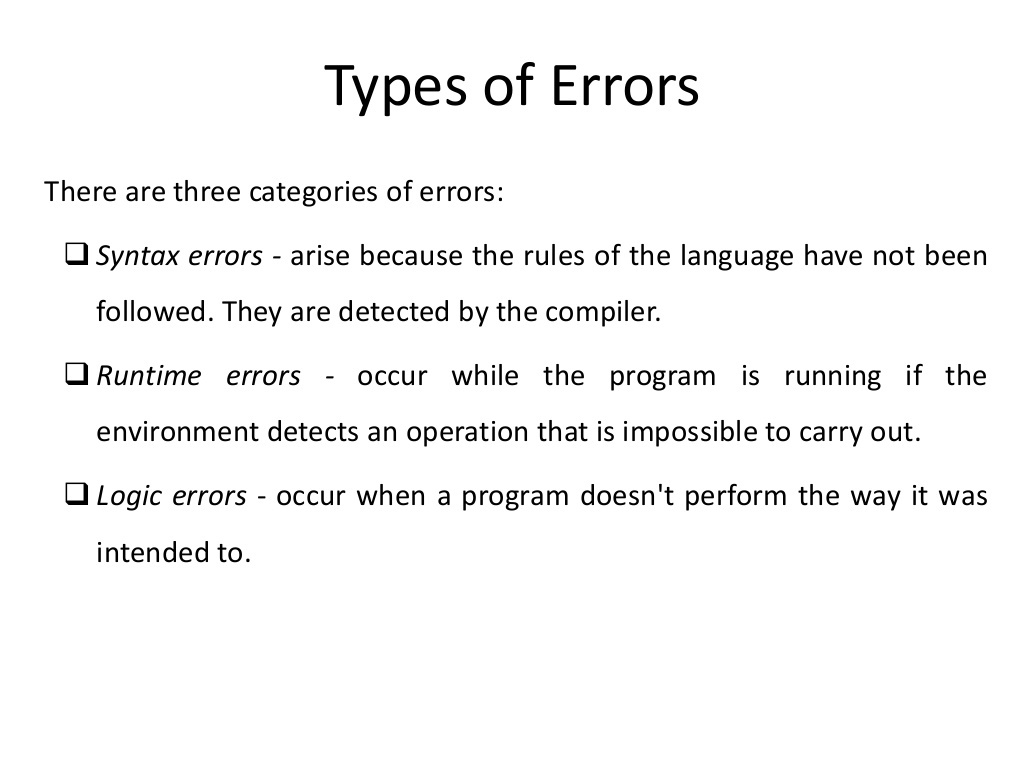 Types of Errors
There are three categories of errors:
❑ Syntax errors - arise because the rules of the language have not been
followed. They are detected by the compiler.
❑ Runtime errors - occur while the program is running if the
environment detects an operation that is impossible to carry out.
❑ Logic errors - occur when a program doesn't perform the way it was
intended to.